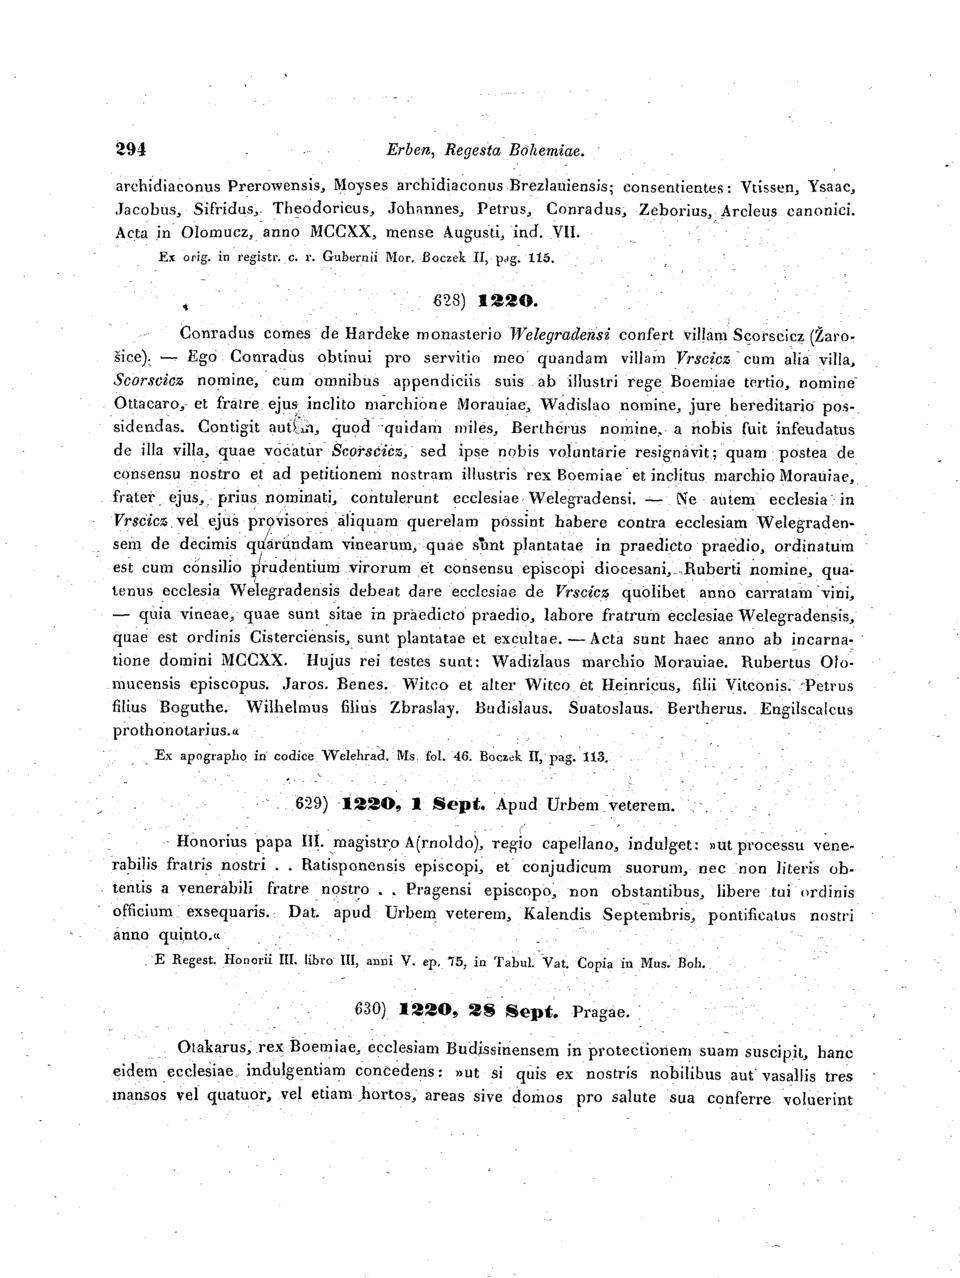 294 Erben, Regesta Bohemiae.
archidiaconus Prerowensis, Moyses archidiaconus Brezlauiensis; consentientes: Vtissen, Ysaac,
Jacobus, Sifridus, Theodoricus, Johannes, Petrus, Conradus, Zeborius, Arcleus canonici.
Acta in Olomucz, anno MCCXX, mense Augusti, ind. VII.
Ex orig. in registr. c. r. Gubernii Mor. Boczek II, pag. 115.
628) 1220.
Conradus comes de Hardeke monasterio Welegradensi confert villam Scorscicz (Žaro-
šice). — Ego Conradus obtinui pro servitio meo quandam villam Vrscicz cum alia villa,
Scorscicz nomine, cum omnibus appendiciis suis ab illustri rege Boemiae tertio, nomine
Ottacaro, et fratre ejus inclito marchione Morauiae, Wadislao nomine, jure hereditario pos-
sidendas. Contigit autem, quod quidam miles, Bertherus nomine, a nobis fuit infeudatus
de illa villa, quae vocatur Scorscicz, sed ipse nobis voluntarie resignavit; quam postea de
consensu nostro et ad petitionem nostram illustris rex Boemiae et inclitus marchio Morauiae,
frater ejus, prius nominati, contulerunt ecclesiae Welegradensi. — Ne autem ecclesia in
Vrscicz vel ejus provisores aliquam querelam possint habere contra ecclesiam Welegraden-
sem de decimis quarundam vinearum, quae sunt plantatae in praedicto praedio, ordinatum
est cum consilio prudentium virorum et consensu episcopi diocesani, Ruberti nomine, qua-
tenus ecclesia Welegradensis debeat dare ecclesiae de Vrscicz quolibet anno carratam vini,
— quia vineae, quae sunt sitae in praedicto praedio, labore fratrum ecclesiae Welegradensis,
quae est ordinis Cisterciensis, sunt plantatae et excultae. — Acta sunt haec anno ab incarna-
tione domini MCCXX. Hujus rei testes sunt: Wadizlaus marchio Morauiae. Rubertus Olo-
mucensis episcopus. Jaros. Benes. Witco et alter Witco et Heinricus, filii Vitconis. Petrus
filius Boguthe. Wilhelmus filius Zbraslay. Budislaus. Suatoslaus. Bertherus. Engilscalcus
prothonotarius.«
Ex apographo in codice Welehrad. Ms. fol. 46. Boczek II, pag. 113.
629) 1220, 1 Sept. Apud Urbem veterem.
Honorius papa III. magistro A(rnoldo), regio capellano, indulget: »ut processu vene-
rabilis fratris nostri . . Ratisponensis episcopi, et conjudicum suorum, nec non literis ob-
tentis a venerabili fratre nostro . . Pragensi episcopo, non obstantibus, libere tui ordinis
officium exsequaris. Dat. apud Urbem veterem, Kalendis Septembris, pontificatus nostri
anno quinto.«
E Regest. Honorii III. libro III, anni V. ep. 75, in Tabul. Vat. Copia in Mus. Boh.
630) 1220, 28 Sept. Pragae.
Otakarus, rex Boemiae, ecclesiam Budissinensem in protectionem suam suscipit, hanc
eidem ecclesiae indulgentiam concedens: »ut si quis ex nostris nobilibus aut vasallis tres
mansos vel quatuor, vel etiam hortos, areas sive domos pro salute sua conferre voluerint